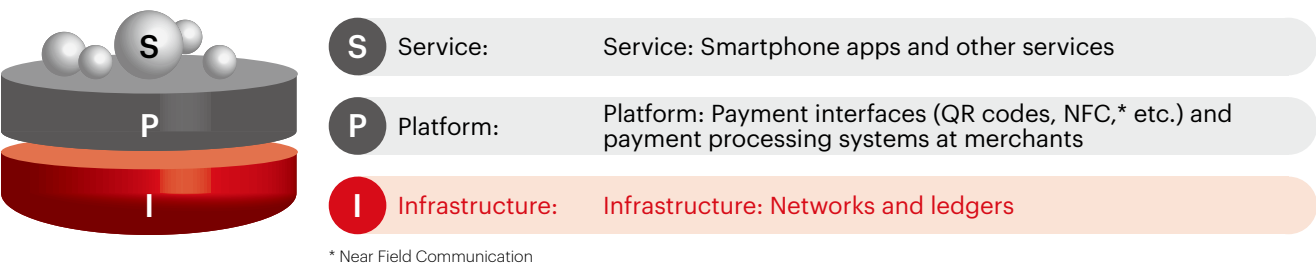 S
P
I
S Service: Service: Smartphone apps and other services
P Platform: Platform: Payment interfaces (QR codes, NFC,* etc.) and
payment processing systems at merchants
I Infrastructure: Infrastructure: Networks and ledgers
* Near Field Communication